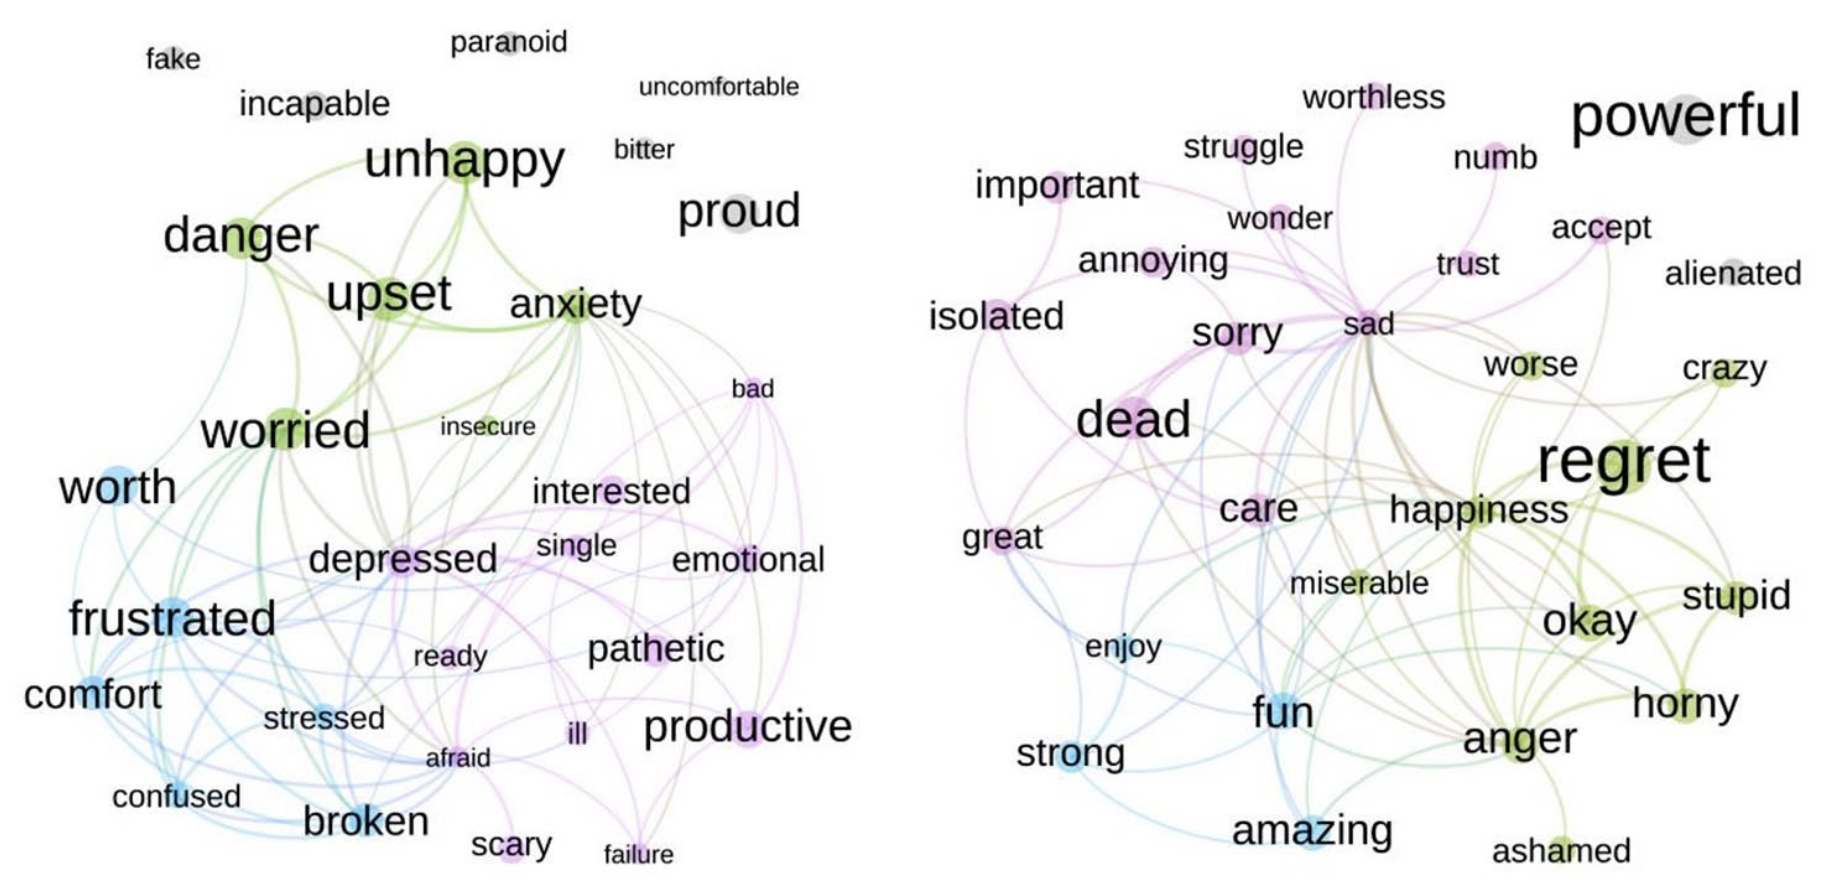 fake
paranoid
incapable
uncomfortable
unhappy
bitter
danger
proud
upset
anxiety
bad
worried
insecure
worth
interested
depressed
single
emotional
frustrated
ready
pathetic
comfort
stressed
ill
productive
afraid
confused
broken
scary
failure
worthless
powerful
struggle
numb
important
wonder
accept
annoying
trust
alienated
isolated
sorry
sad
worse
crazy
dead
regret
care
happiness
great
miserable
stupid
okay
enjoy
horny
fun
anger
strong
amazing
ashamed